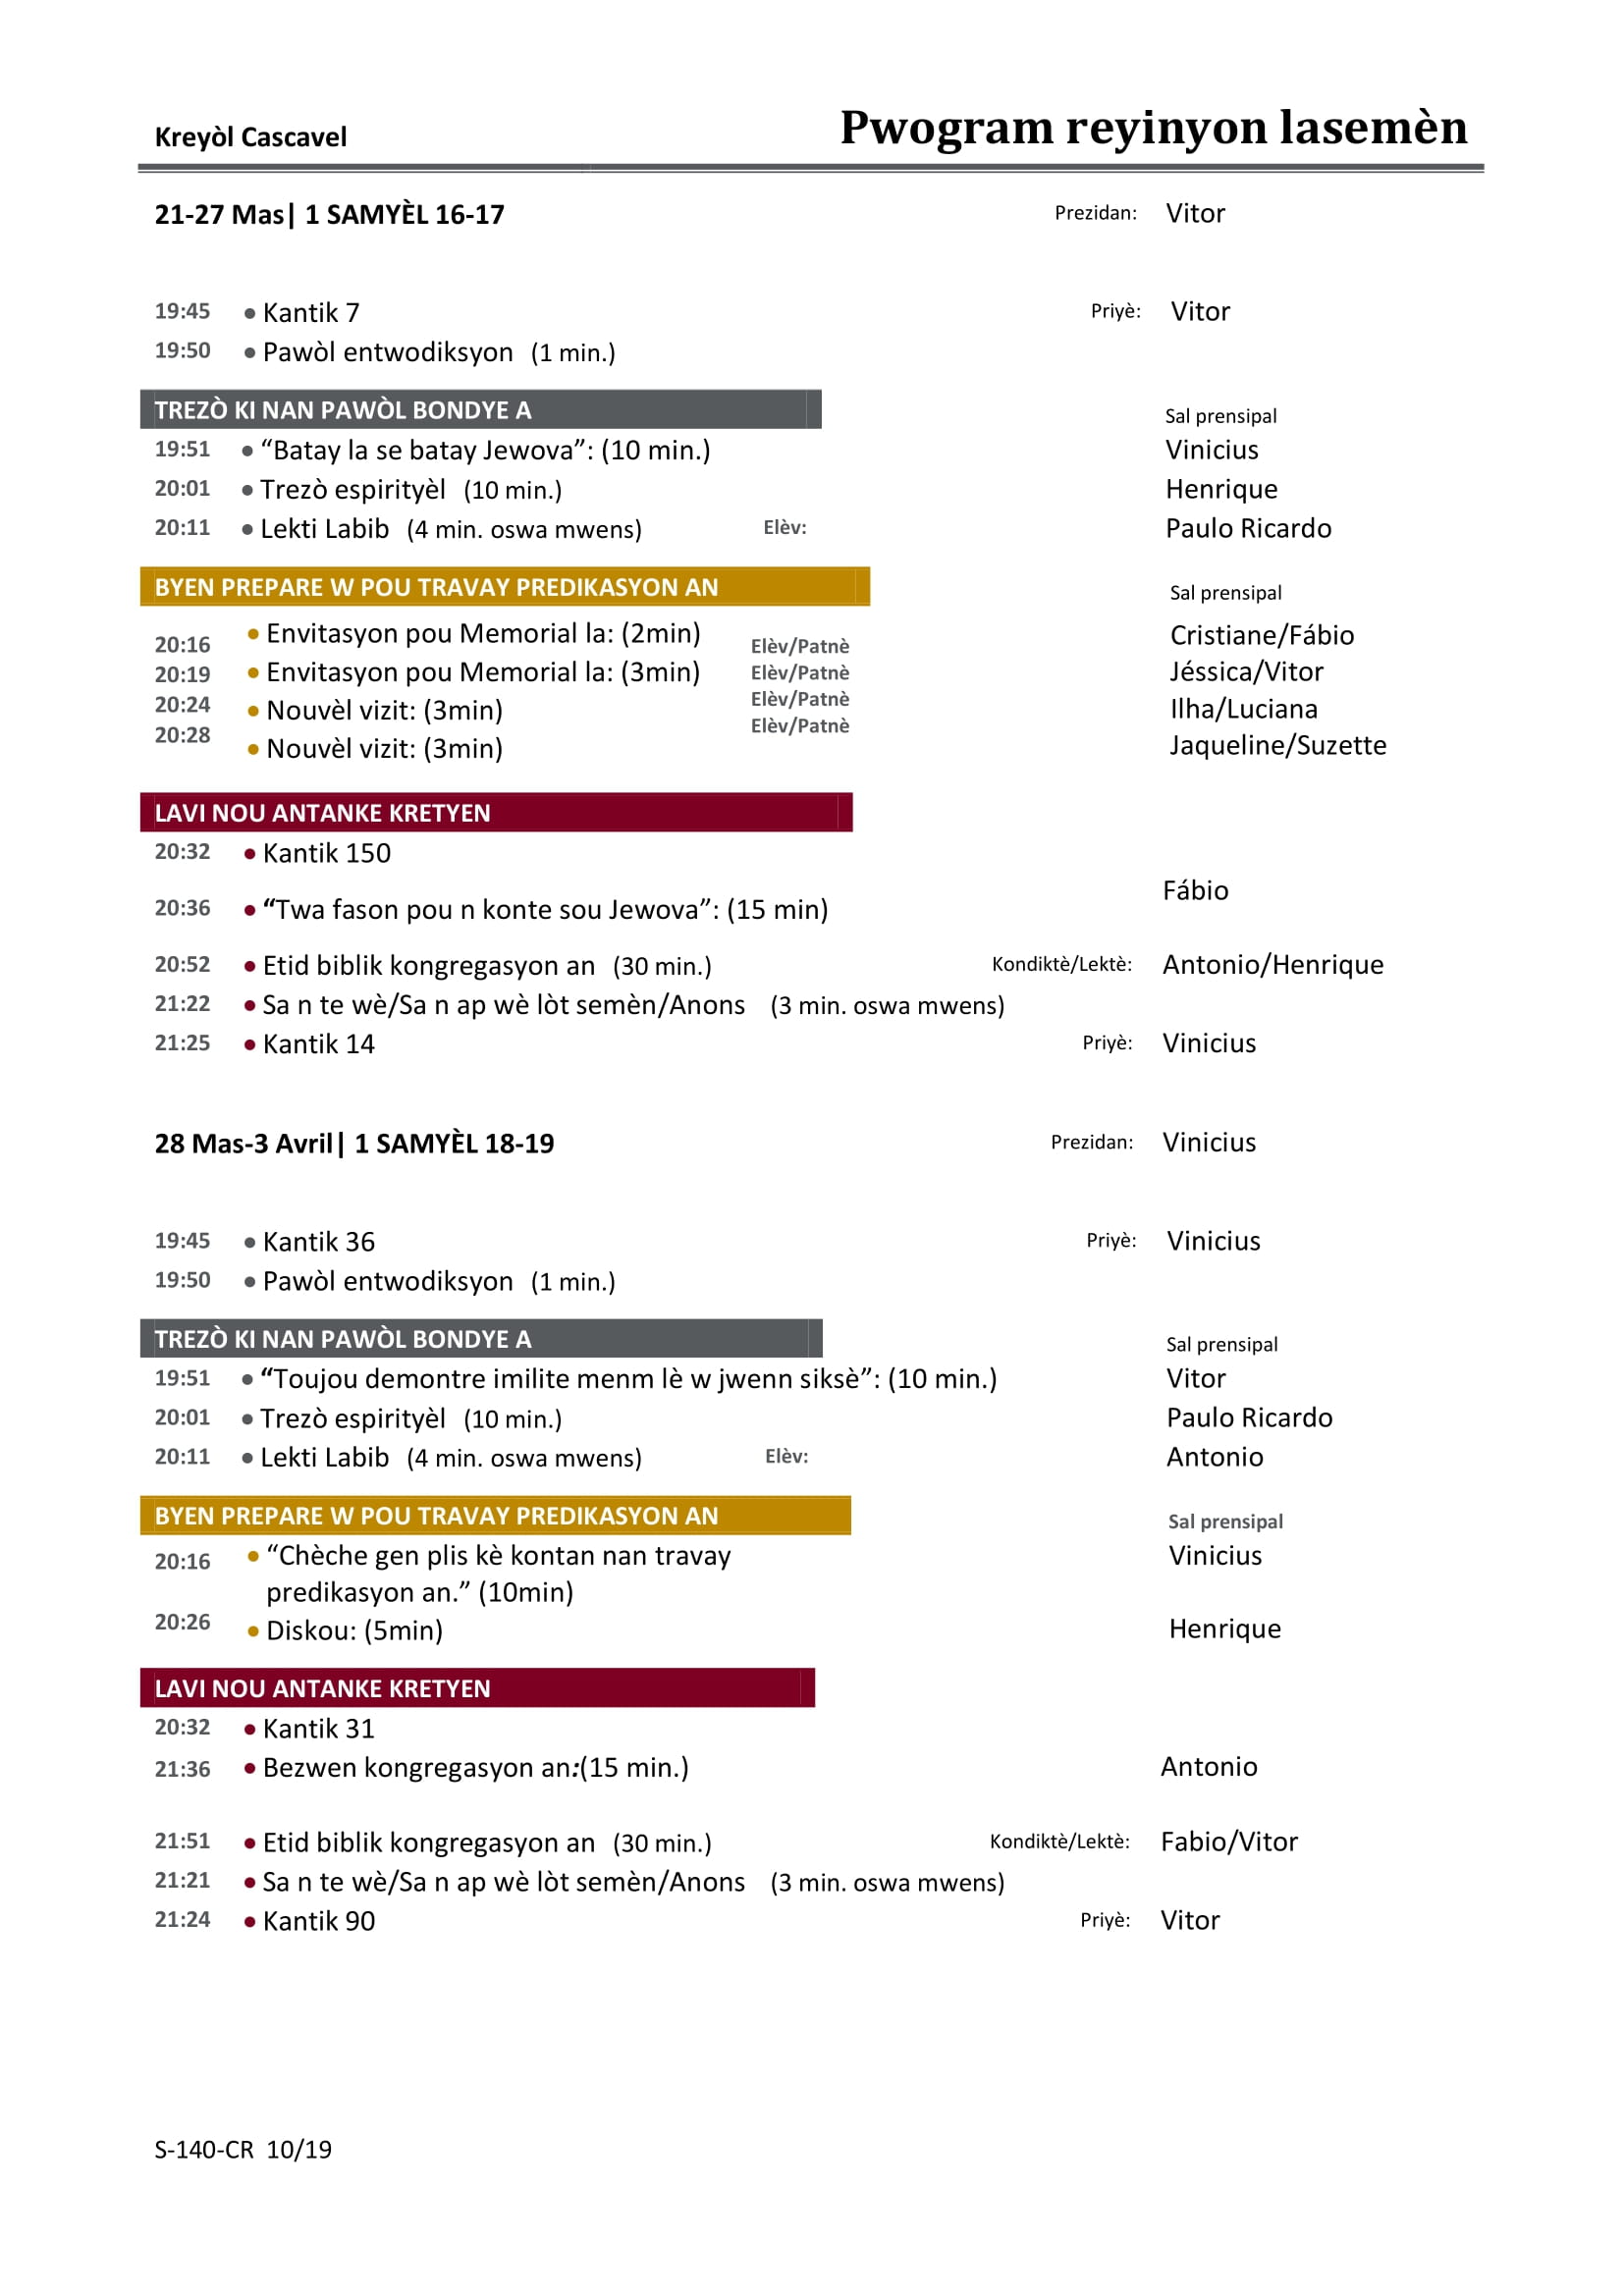 Kreyòl Cascavel Pwogram reyinyon lasemèn
21-27 Mas| 1 SAMYÈL 16-17 Prezidan: Vitor
19:45 • Kantik 7 Priyè: Vitor
19:50 • Pawòl entwodiksyon (1 min.)
TREZÒ KI NAN PAWÒL BONDYE A Sal prensipal
19:51 • “Batay la se batay Jewova”: (10 min.) Vinicius
20:01 • Trezò espirityèl (10 min.) Henrique
20:11 • Lekti Labib (4 min. oswa mwens) Elèv: Paulo Ricardo
BYEN PREPARE W POU TRAVAY PREDIKASYON AN Sal prensipal
20:16 • Envitasyon pou Memorial la: (2min) Elèv/Patnè Cristiane/Fábio
20:19 • Envitasyon pou Memorial la: (3min) Elèv/Patnè Jéssica/Vitor
20:24 • Nouvèl vizit: (3min) Elèv/Patnè Ilha/Luciana
20:28 • Nouvèl vizit: (3min) Elèv/Patnè Jaqueline/Suzette
LAVI NOU ANTANKE KRETYEN
20:32 • Kantik 150
20:36 • “Twa fason pou n konte sou Jewova”: (15 min) Fábio
20:52 • Etid biblik kongregasyon an (30 min.) Kondiktè/Lektè: Antonio/Henrique
21:22 • Sa n te wè/Sa n ap wè lòt semèn/Anons (3 min. oswa mwens)
21:25 • Kantik 14 Priyè: Vinicius
28 Mas-3 Avril| 1 SAMYÈL 18-19 Prezidan: Vinicius
19:45 • Kantik 36 Priyè: Vinicius
19:50 • Pawòl entwodiksyon (1 min.)
TREZÒ KI NAN PAWÒL BONDYE A Sal prensipal
19:51 • “Toujou demontre imilite menm lè w jwenn siksè”: (10 min.) Vitor
20:01 • Trezò espirityèl (10 min.) Paulo Ricardo
20:11 • Lekti Labib (4 min. oswa mwens) Elèv: Antonio
BYEN PREPARE W POU TRAVAY PREDIKASYON AN Sal prensipal
20:16 • “Chèche gen plis kè kontan nan travay Vinicius
predikasyon an.” (10min)
20:26 • Diskou: (5min) Henrique
LAVI NOU ANTANKE KRETYEN
20:32 • Kantik 31
21:36 • Bezwen kongregasyon an:(15 min.) Antonio
21:51 • Etid biblik kongregasyon an (30 min.) Kondiktè/Lektè: Fabio/Vitor
21:21 • Sa n te wè/Sa n ap wè lòt semèn/Anons (3 min. oswa mwens)
21:24 • Kantik 90 Priyè: Vitor
S-140-CR 10/19